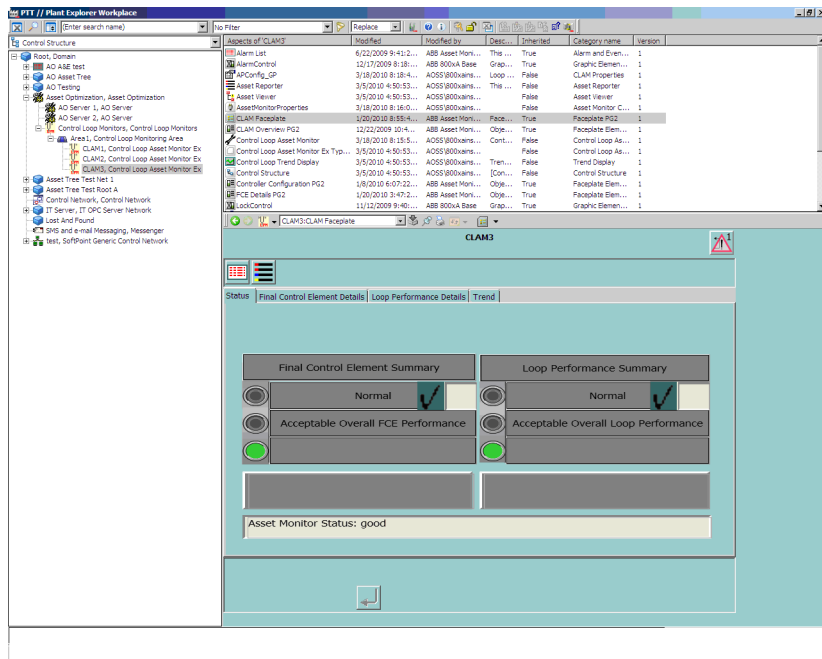 PTT // Plant Explorer Workplace
(Enter search name)
No Filter
Replace
Control Structure
Root, Domain
AO A&E test
AO Asset Tree
AO Testing
Asset Optimization, Asset Optimization
AO Server 1, AO Server
AO Server 2, AO Server
Control Loop Monitors, Control Loop Monitors
Area1, Control Loop Monitoring Area
CLAM1, Control Loop Asset Monitor Ex
CLAM2, Control Loop Asset Monitor Ex
CLAM3, Control Loop Asset Monitor Ex
Asset Tree Test Net 1
Asset Tree Test Root A
Control Network, Control Network
IT Server, IT OPC Server Network
Lost And Found
SMS and e-mail Messaging, Messenger
test, SoftPoint Generic Control Network
Aspects of 'CLAM3' Modified Modified by Desc... Inherited Category name Version
Alarm List 6/22/2009 9:41:2... ABB Asset Moni... This ... True Alarm and Even... 1
AlarmControl 12/17/2009 8:18:... ABB 800xA Base Grap... True Graphic Elemen... 1
APConfig_GP 3/18/2010 8:18:4... AOSS\800xains... Loop ... False CLAM Properties 1
Asset Reporter 3/5/2010 4:50:53... AOSS\800xains... This ... False Asset Reporter 1
Asset Viewer 3/5/2010 4:50:53... AOSS\800xains... False Asset Viewer 1
AssetMonitorProperties 3/18/2010 8:16:0... AOSS\800xains... False Asset Monitor C... 1
CLAM Faceplate 1/20/2010 8:55:4... ABB Asset Moni... Face... True Faceplate PG2 1
CLAM Overview PG2 12/22/2009 10:4... ABB Asset Moni... Obje... True Faceplate Elem... 1
Control Loop Asset Monitor 3/18/2010 8:15:5... AOSS\800xains... Cont... False Control Loop As... 1
Control Loop Asset Monitor Ex Typ... 3/5/2010 4:50:53... AOSS\800xains... False Control Loop As... 1
Control Loop Trend Display 3/5/2010 4:50:53... AOSS\800xains... Tren... False Trend Display 1
Control Structure 3/5/2010 4:50:53... AOSS\800xains... [Con... False Control Structure 1
Controller Configuration PG2 1/8/2010 6:07:22... ABB Asset Moni... Obje... True Faceplate Elemen... 1
FCE Details PG2 1/20/2010 3:47:2... ABB Asset Moni... Obje... True Faceplate Elem... 1
LockControl 11/12/2009 9:40:... ABB 800xA Base Grap... True Graphic Elemen... 1
CLAM3:CLAM Faceplate
CLAM3
1
Status Final Control Element Details Loop Performance Details Trend
Final Control Element Summary
Loop Performance Summary
Normal
Normal
Acceptable Overall FCE Performance
Acceptable Overall Loop Performance
Asset Monitor Status: good